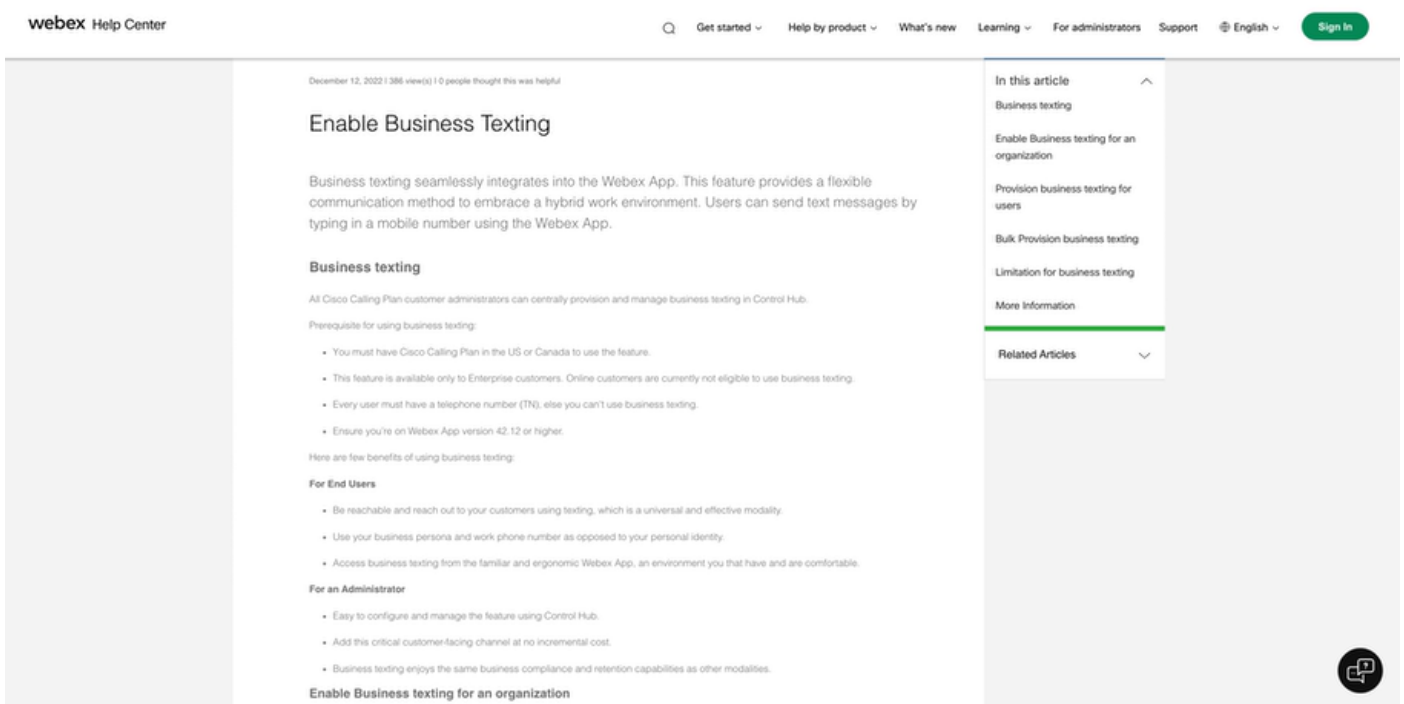 webex Help Center
Get started
Help by product
What's new
Learning
For administrators
Support
English
Sign In
December 12, 2022 | 386 view(s) | 0 people thought this was helpful
Enable Business Texting
Business texting seamlessly integrates into the Webex App. This feature provides a flexible
communication method to embrace a hybrid work environment. Users can send text messages by
typing in a mobile number using the Webex App.
Business texting
All Cisco Calling Plan customer administrators can centrally provision and manage business texting in Control Hub.
Prerequisite for using business texting:
• You must have Cisco Calling Plan in the US or Canada to use the feature.
• This feature is available only to Enterprise customers. Online customers are currently not eligible to use business texting.
• Every user must have a telephone number (TN), else you can't use business texting.
• Ensure you're on Webex App version 42.12 or higher.
Here are few benefits of using business texting:
For End Users
• Be reachable and reach out to your customers using texting, which is a universal and effective modality.
• Use your business persona and work phone number as opposed to your personal identity.
• Access business texting from the familiar and ergonomic Webex App, an environment you that have and are comfortable.
For an Administrator
• Easy to configure and manage the feature using Control Hub.
• Add this critical customer-facing channel at no incremental cost.
• Business texting enjoys the same business compliance and retention capabilities as other modalities.
Enable Business texting for an organization
In this article
Business texting
Enable Business texting for an
organization
Provision business texting for
users
Bulk Provision business texting
Limitation for business texting
More Information
Related Articles